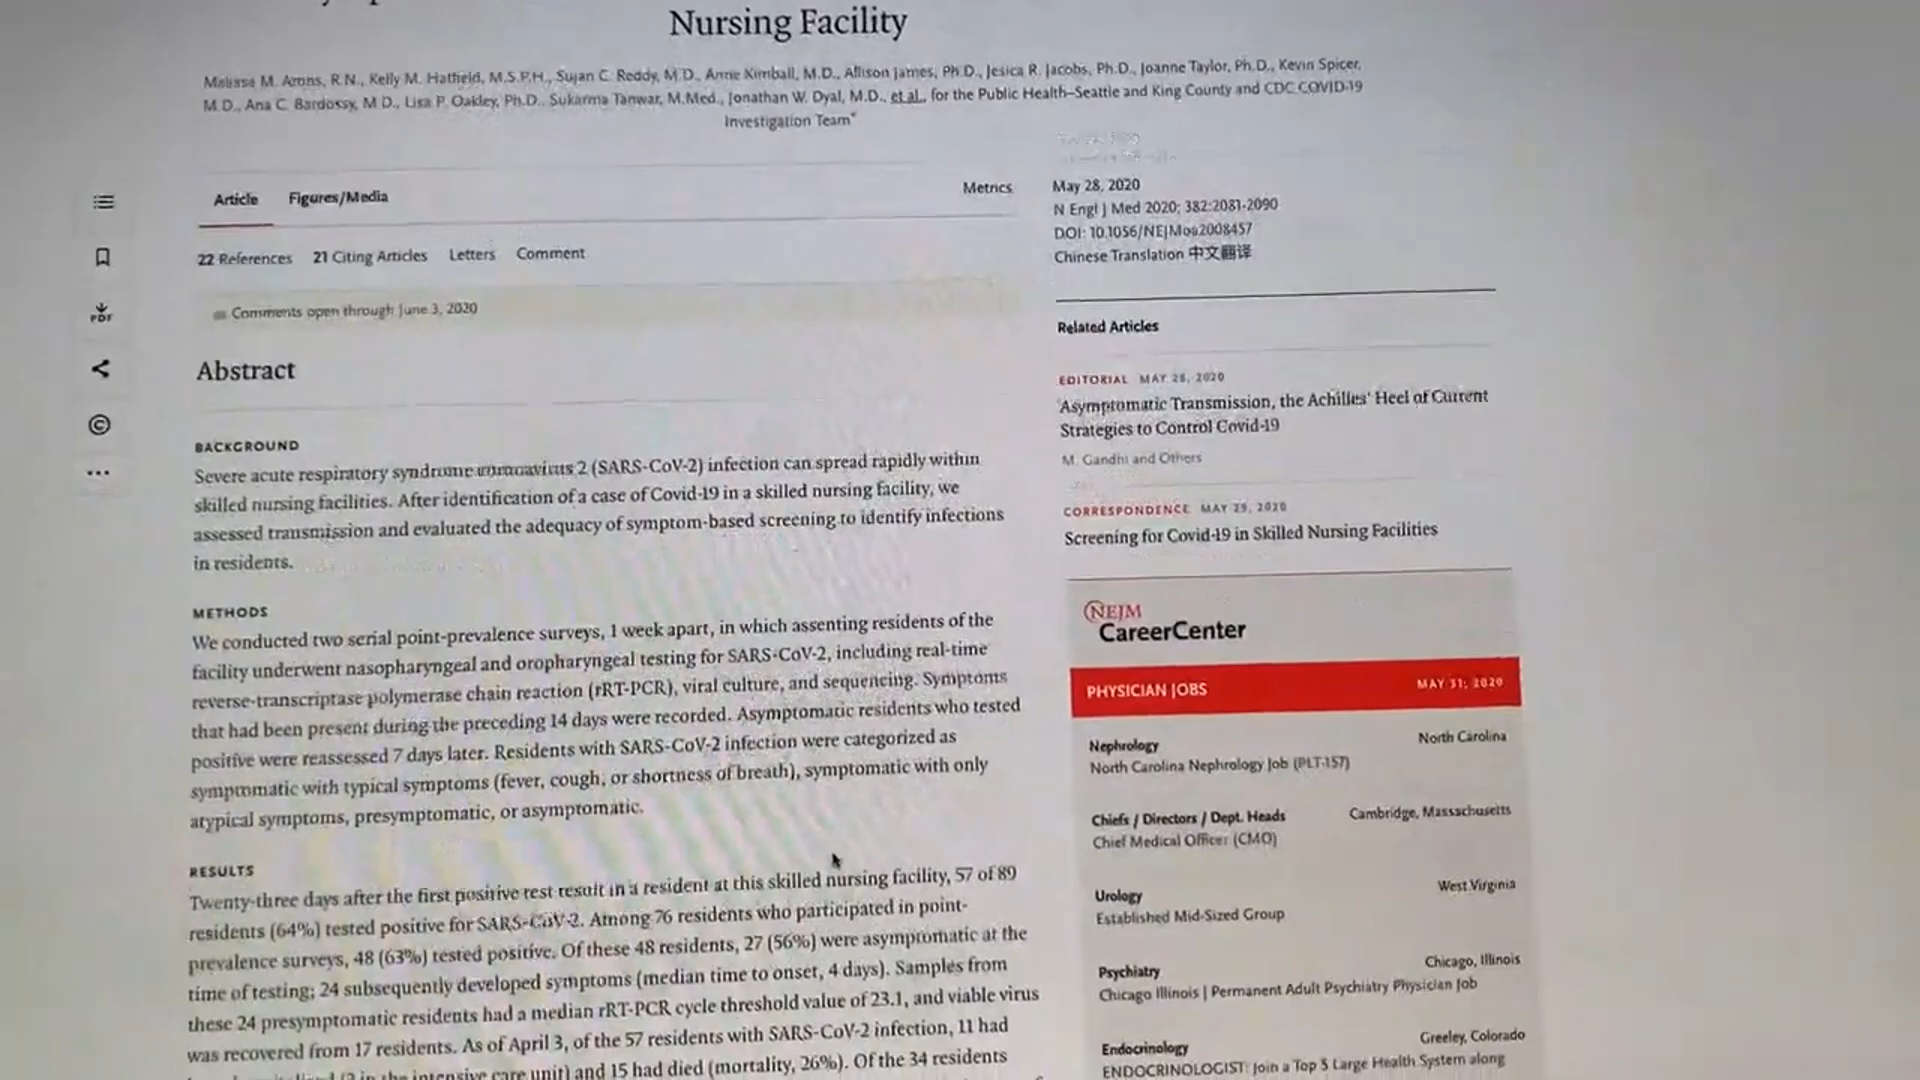 Nursing Facility
Melissa M. Arons, R.N., Kelly M. Hatfield, M.S.P.H., Sujan C. Reddy, M.D., Anne Kimball, M.D., Allison James, Ph.D., Jesica R. Jacobs, Ph.D., Joanne Taylor, Ph.D., Kevin Spicer,
M.D., Ana C. Bardossy, M.D., Lisa P. Oakley, Ph.D., Sukarma Tanwar, M.Med., Jonathan W. Dyal, M.D., et al., for the Public Health–Seattle and King County and CDC COVID-19
Investigation Team*
Article Figures/Media Metrics
22 References 21 Citing Articles Letters Comment
Comments open through June 3, 2020
Abstract
BACKGROUND
Severe acute respiratory syndrome coronavirus 2 (SARS-CoV-2) infection can spread rapidly within
skilled nursing facilities. After identification of a case of Covid-19 in a skilled nursing facility, we
assessed transmission and evaluated the adequacy of symptom-based screening to identify infections
in residents.
METHODS
We conducted two serial point-prevalence surveys, 1 week apart, in which assenting residents of the
facility underwent nasopharyngeal and oropharyngeal testing for SARS-CoV-2, including real-time
reverse-transcriptase polymerase chain reaction (rRT-PCR), viral culture, and sequencing. Symptoms
that had been present during the preceding 14 days were recorded. Asymptomatic residents who tested
positive were reassessed 7 days later. Residents with SARS-CoV-2 infection were categorized as
symptomatic with typical symptoms (fever, cough, or shortness of breath), symptomatic with only
atypical symptoms, presymptomatic, or asymptomatic.
RESULTS
Twenty-three days after the first positive test result in a resident at this skilled nursing facility, 57 of 89
residents (64%) tested positive for SARS-CoV-2. Among 76 residents who participated in point-
prevalence surveys, 48 (63%) tested positive. Of these 48 residents, 27 (56%) were asymptomatic at the
time of testing; 24 subsequently developed symptoms (median time to onset, 4 days). Samples from
these 24 presymptomatic residents had a median rRT-PCR cycle threshold value of 23.1, and viable virus
was recovered from 17 residents. As of April 3, of the 57 residents with SARS-CoV-2 infection, 11 had
in the intensive care unit) and 15 had died (mortality, 26%). Of the 34 residents
PDF
May 28, 2020
N Engl J Med 2020; 382:2081-2090
DOI: 10.1056/NEJMoa2008457
Chinese Translation 中文翻译
Related Articles
EDITORIAL MAY 28, 2020
Asymptomatic Transmission, the Achilles' Heel of Current
Strategies to Control Covid-19
M. Gandhi and Others
CORRESPONDENCE MAY 29, 2020
Screening for Covid-19 in Skilled Nursing Facilities
NEJM
CareerCenter
PHYSICIAN JOBS MAY 31, 2020
Nephrology North Carolina
North Carolina Nephrology Job (PLT-157)
Chiefs / Directors / Dept. Heads Cambridge, Massachusetts
Chief Medical Officer (CMO)
Urology West Virginia
Established Mid-Sized Group
Psychiatry Chicago, Illinois
Chicago Illinois | Permanent Adult Psychiatry Physician Job
Endocrinology Greeley, Colorado
ENDOCRINOLOGIST: Join a Top 5 Large Health System along